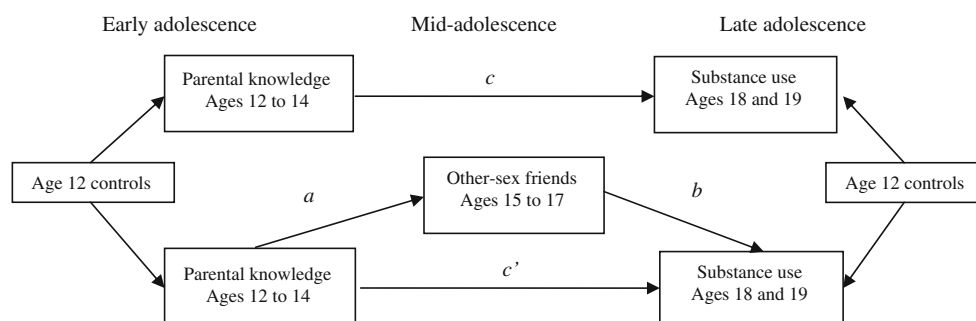 Early adolescence
Mid-adolescence
Late adolescence
Parental knowledge
Ages 12 to 14
c
Substance use
Ages 18 and 19
Age 12 controls
Other-sex friends
Ages 15 to 17
Age 12 controls
a
b
Parental knowledge
Ages 12 to 14
c’
Substance use
Ages 18 and 19